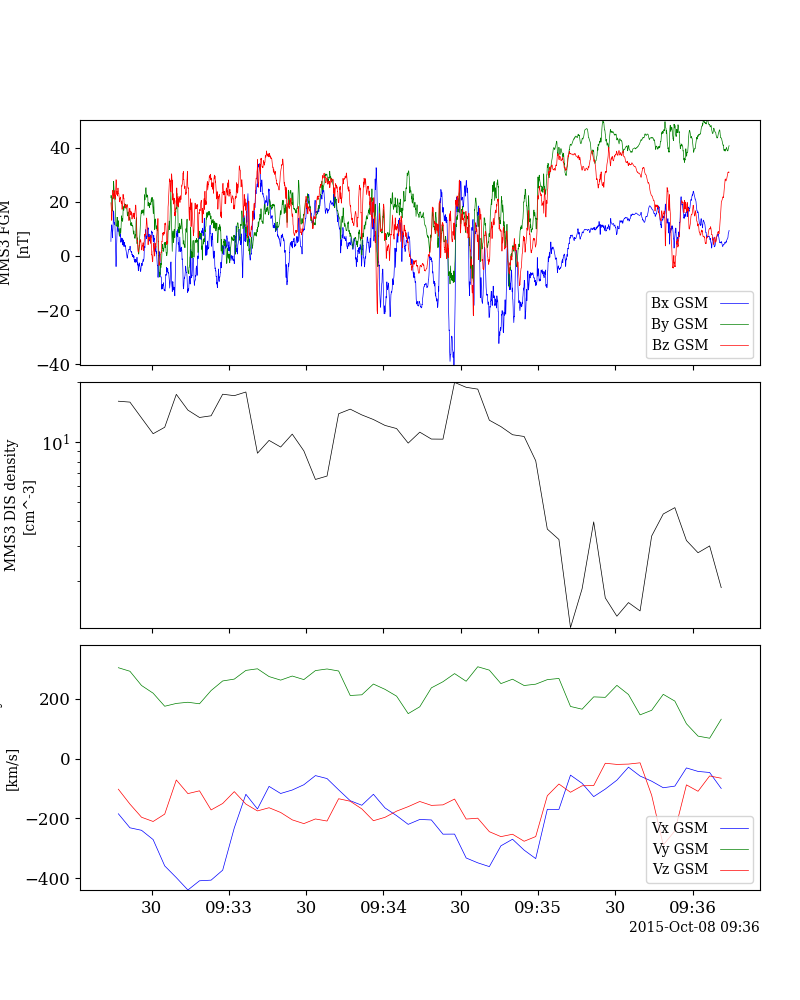 MMS3 FGM
[nT]
40
20
0
−20
−40
Bx GSM
By GSM
Bz GSM
MMS3 DIS density
[cm^-3]
10^1
[km/s]
200
0
−200
−400
Vx GSM
Vy GSM
Vz GSM
30 09:33 30 09:34 30 09:35 30 09:36
2015-Oct-08 09:36